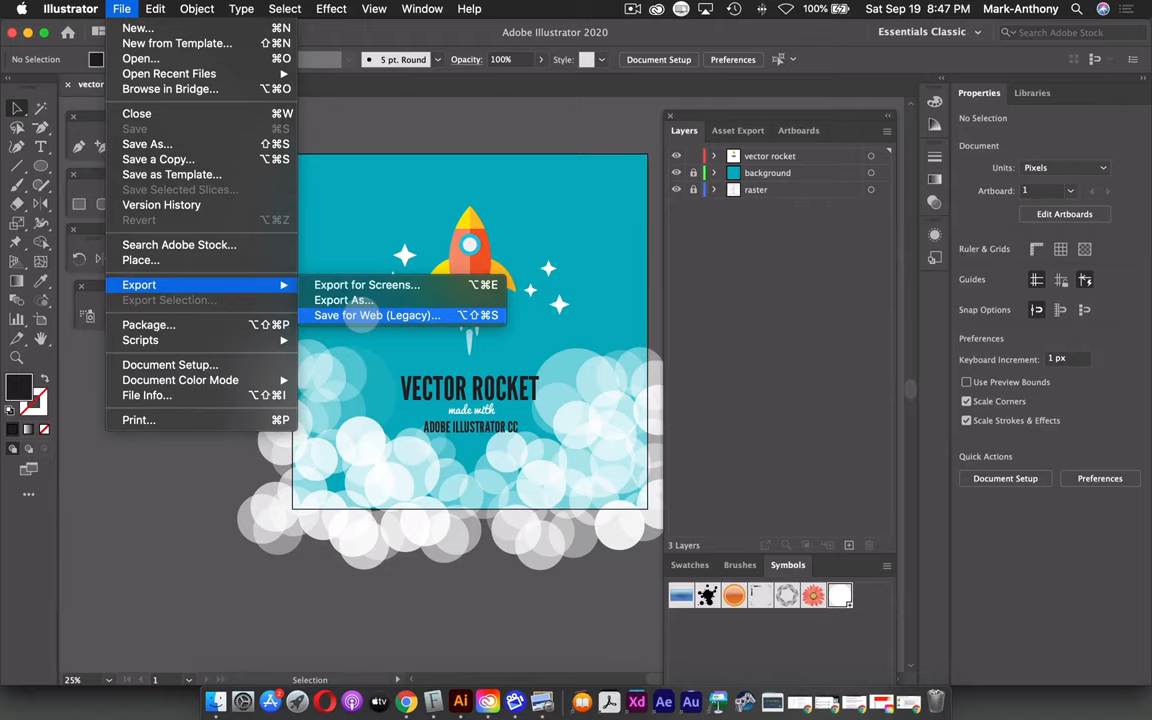 Illustrator File Edit Object Type Select Effect View Window Help 100% Sat Sep 19 8:47 PM Mark-Anthony
Adobe Illustrator 2020
Essentials Classic
Search Adobe Stock...
No Selection
5 pt. Round
Opacity: 100%
Style:
Document Setup
Preferences
vector
New... ⌘N
New from Template... ⇧⌘N
Open... ⌘O
Open Recent Files
Browse in Bridge... ⌥⌘O
Close ⌘W
Save ⌘S
Save As... ⇧⌘S
Save a Copy... ⌥⌘S
Save as Template...
Save Selected Slices...
Version History
Revert ⌥⌘Z
Search Adobe Stock...
Place...
Export
Export Selection...
Package... ⌥⇧⌘P
Scripts
Document Setup...
Document Color Mode
File Info... ⌥⇧⌘I
Print... ⌘P
Export for Screens... ⌥⌘E
Export As...
Save for Web (Legacy)... ⌥⇧⌘S
VECTOR ROCKET
made with
ADOBE ILLUSTRATOR CC
Layers Asset Export Artboards
vector rocket
background
raster
3 Layers
Swatches Brushes Symbols
Properties Libraries
No Selection
Document
Units: Pixels
Artboard: 1
Edit Artboards
Ruler & Grids
Guides
Snap Options
Preferences
Keyboard Increment: 1 px
Use Preview Bounds
Scale Corners
Scale Strokes & Effects
Quick Actions
Document Setup
Preferences
25%
1
Selection
2
Ai
Xd
Ae
Au